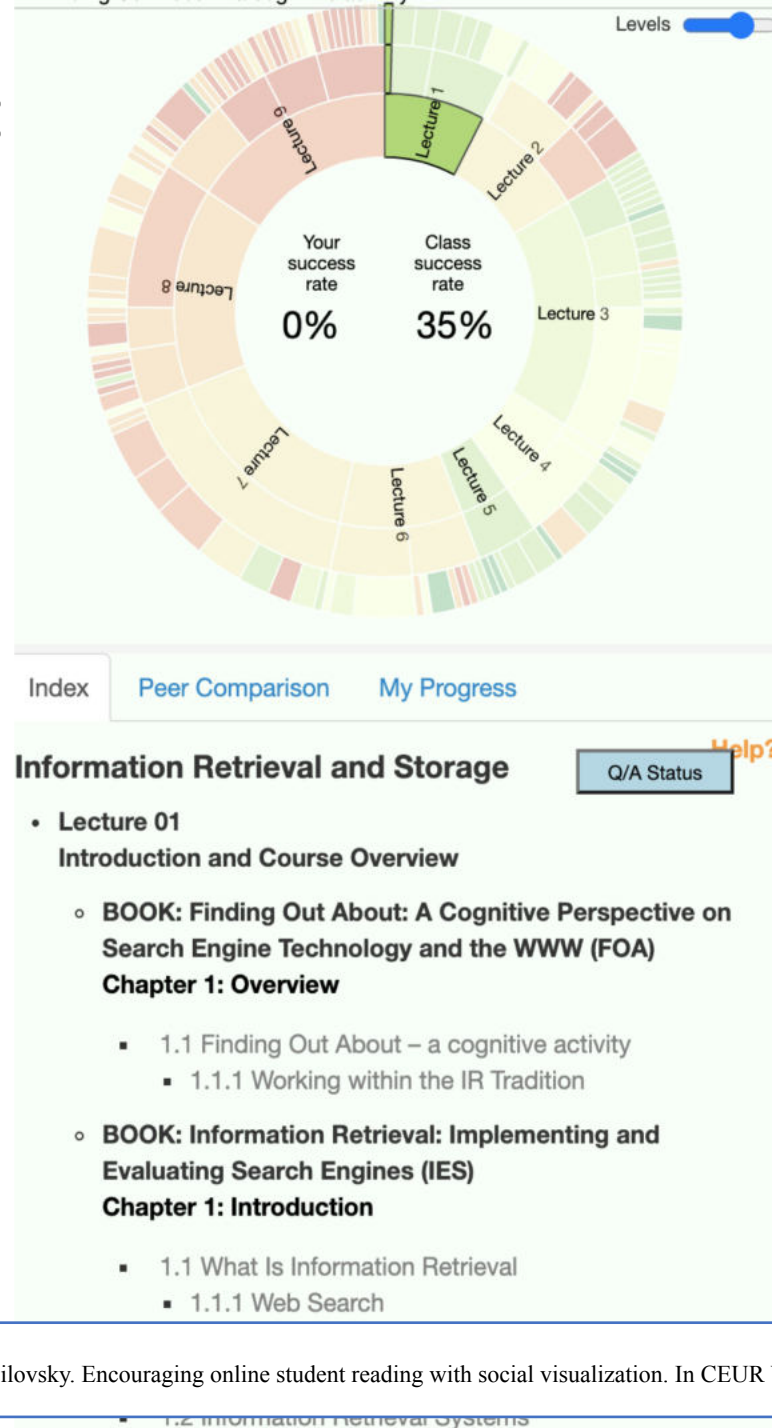 Levels
Lecture 1
Lecture 2
Lecture 3
Lecture 4
Lecture 5
Lecture 6
Lecture 7
Lecture 8
Lecture 9
Your
success
rate
0%
Class
success
rate
35%
Index Peer Comparison My Progress
Help?
Information Retrieval and Storage Q/A Status
• Lecture 01
Introduction and Course Overview
◦ BOOK: Finding Out About: A Cognitive Perspective on
Search Engine Technology and the WWW (FOA)
Chapter 1: Overview
▪ 1.1 Finding Out About – a cognitive activity
▪ 1.1.1 Working within the IR Tradition
◦ BOOK: Information Retrieval: Implementing and
Evaluating Search Engines (IES)
Chapter 1: Introduction
▪ 1.1 What Is Information Retrieval
▪ 1.1.1 Web Search
ilovsky. Encouraging online student reading with social visualization. In CEUR
▪ 1.2 Information Retrieval Systems